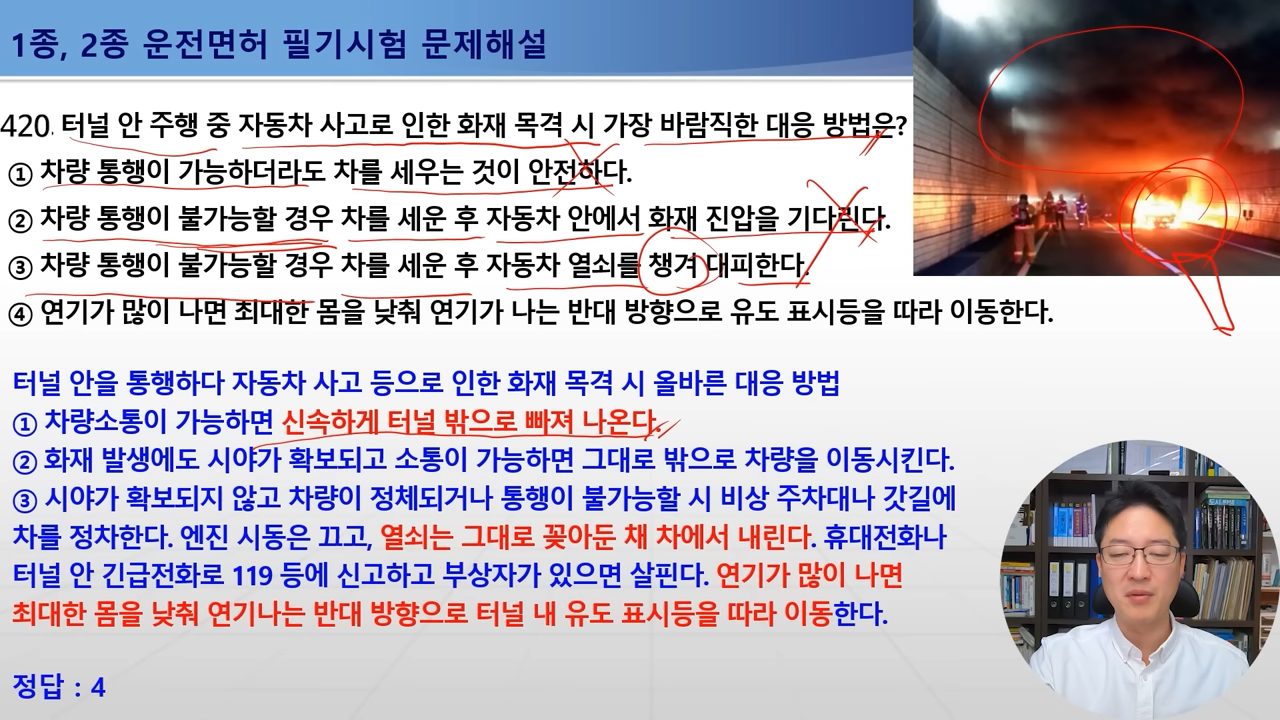 1종, 2종 운전면허 필기시험 문제해설
420. 터널 안 주행 중 자동차 사고로 인한 화재 목격 시 가장 바람직한 대응 방법은?
① 차량 통행이 가능하더라도 차를 세우는 것이 안전하다.
② 차량 통행이 불가능할 경우 차를 세운 후 자동차 안에서 화재 진압을 기다린다.
③ 차량 통행이 불가능할 경우 차를 세운 후 자동차 열쇠를 챙겨 대피한다.
④ 연기가 많이 나면 최대한 몸을 낮춰 연기가 나는 반대 방향으로 유도 표시등을 따라 이동한다.
터널 안을 통행하다 자동차 사고 등으로 인한 화재 목격 시 올바른 대응 방법
① 차량소통이 가능하면 신속하게 터널 밖으로 빠져 나온다.
② 화재 발생에도 시야가 확보되고 소통이 가능하면 그대로 밖으로 차량을 이동시킨다.
③ 시야가 확보되지 않고 차량이 정체되거나 통행이 불가능할 시 비상 주차대나 갓길에
차를 정차한다. 엔진 시동은 끄고, 열쇠는 그대로 꽂아둔 채 차에서 내린다. 휴대전화나
터널 안 긴급전화로 119 등에 신고하고 부상자가 있으면 살핀다. 연기가 많이 나면
최대한 몸을 낮춰 연기나는 반대 방향으로 터널 내 유도 표시등을 따라 이동한다.
정답 : 4